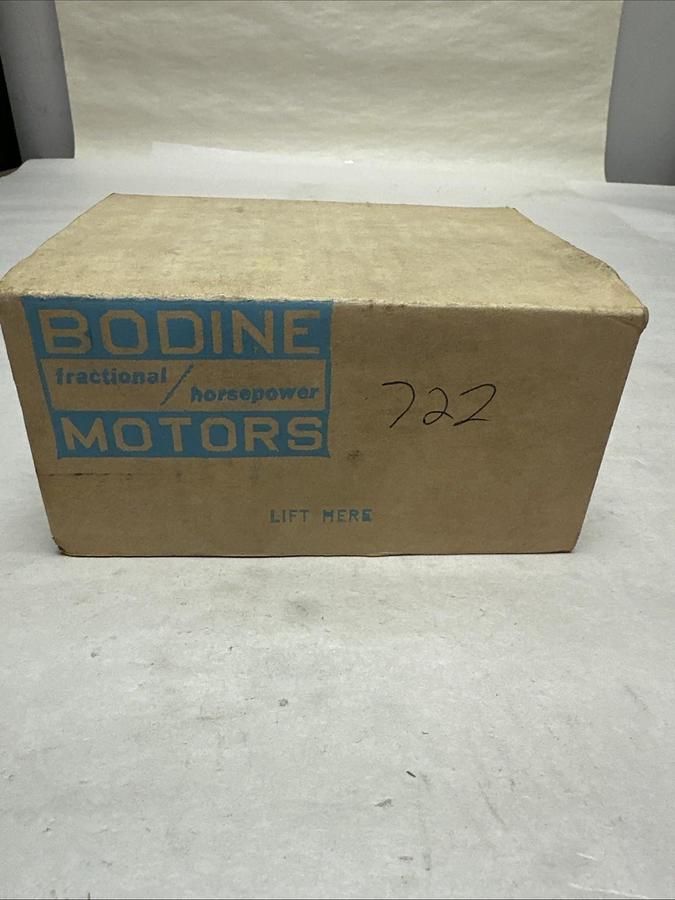 BODINE
fractional / horsepower
MOTORS
722
LIFT HERE